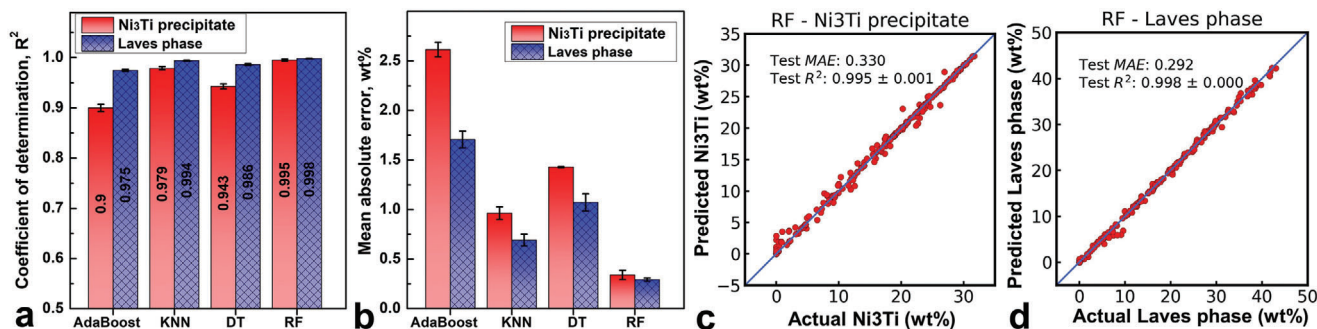 a
Coefficient of determination, R²
1.0
0.9
0.8
0.7
0.6
0.5
Ni₃Ti precipitate
Laves phase
0.9
0.975
0.979
0.994
0.943
0.986
0.995
0.998
AdaBoost KNN DT RF
b
Mean absolute error, wt%
2.5
2.0
1.5
1.0
0.5
0.0
Ni₃Ti precipitate
Laves phase
AdaBoost KNN DT RF
c
RF - Ni3Ti precipitate
Predicted Ni3Ti (wt%)
35
30
25
20
15
10
5
0
−5
Test MAE: 0.330
Test R²: 0.995 ± 0.001
0 10 20 30
Actual Ni3Ti (wt%)
d
RF - Laves phase
Predicted Laves phase (wt%)
50
40
30
20
10
0
Test MAE: 0.292
Test R²: 0.998 ± 0.000
0 10 20 30 40 50
Actual Laves phase (wt%)